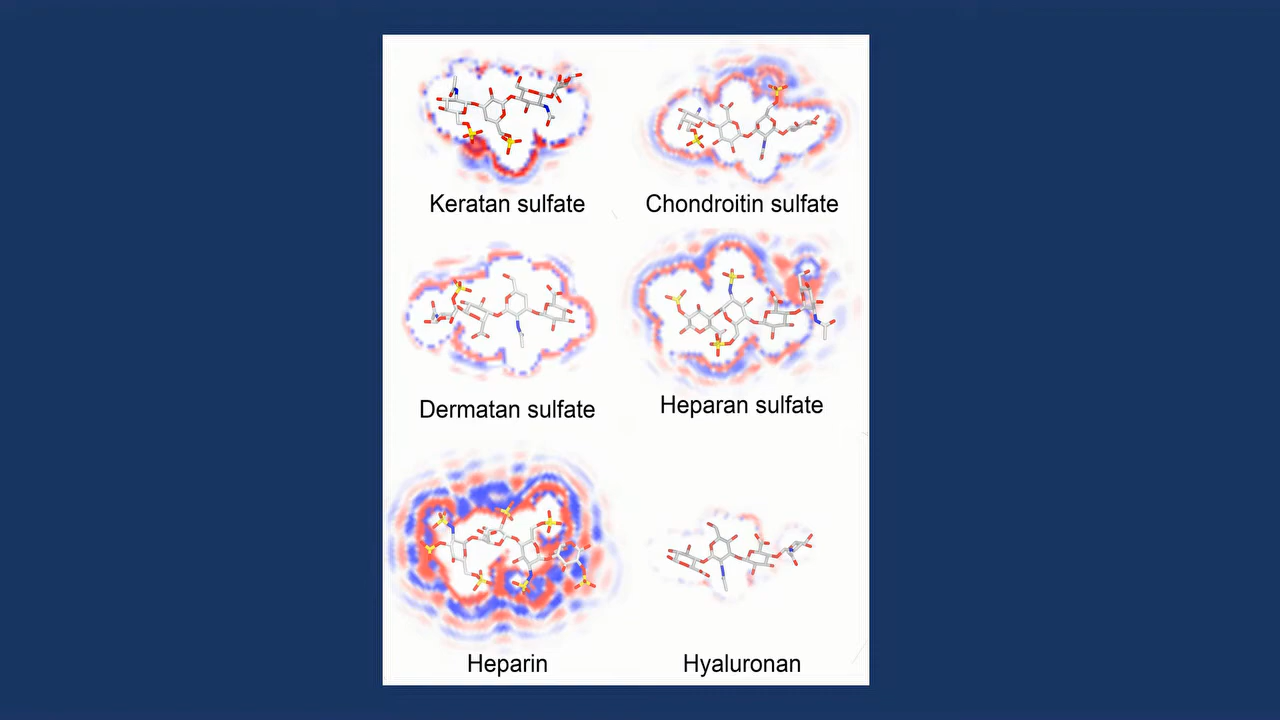 Keratan sulfate
Chondroitin sulfate
Dermatan sulfate
Heparan sulfate
Heparin
Hyaluronan